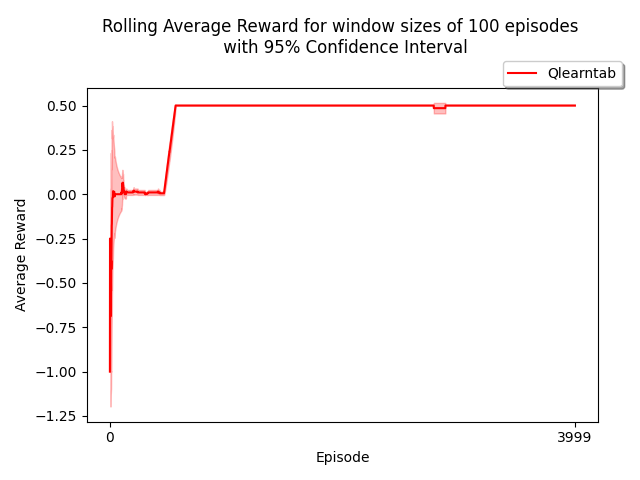 Rolling Average Reward for window sizes of 100 episodes
with 95% Confidence Interval
Qlearntab
0.50
0.25
0.00
−0.25
−0.50
−0.75
−1.00
−1.25
Average Reward
0 3999
Episode